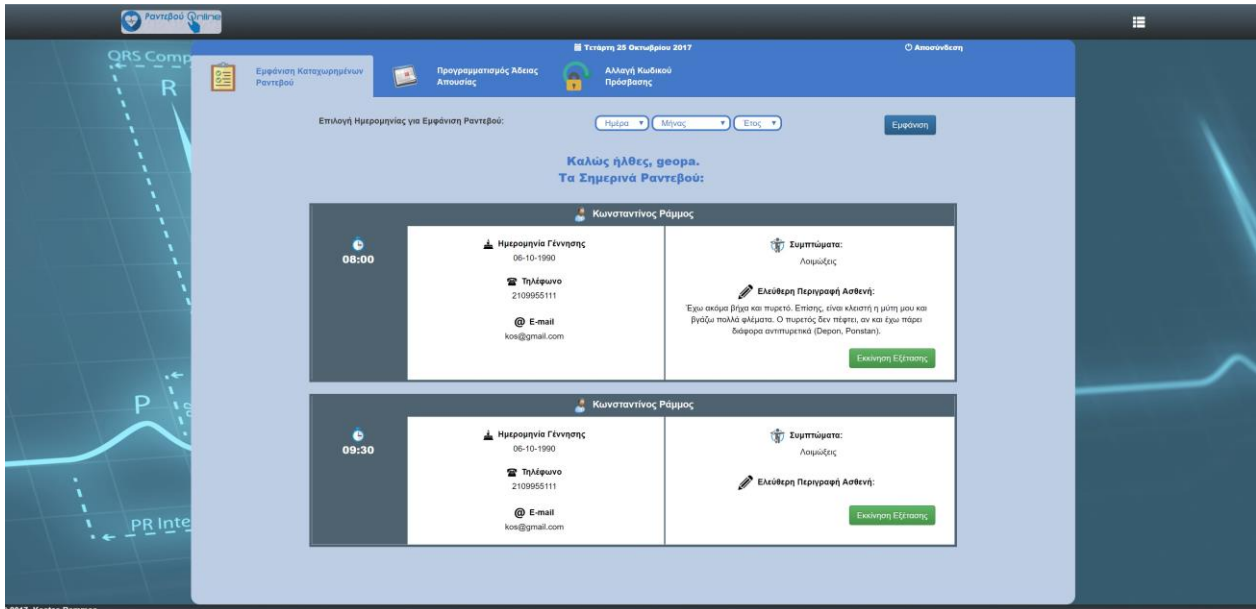 Ραντεβού Online
Τετάρτη 25 Οκτωβρίου 2017
Αποσύνδεση
Εμφάνιση Καταχωρημένων
Ραντεβού
Προγραμματισμός Άδειας
Απουσίας
Αλλαγή Κωδικού
Πρόσβασης
Επιλογή Ημερομηνίας για Εμφάνιση Ραντεβού:
Ημέρα Μήνας Έτος
Εμφάνιση
Καλώς ήλθες, geopa.
Τα Σημερινά Ραντεβού:
Κωνσταντίνος Ράμμος
08:00
Ημερομηνία Γέννησης
06-10-1990
Τηλέφωνο
2109955111
@ E-mail
kos@gmail.com
Συμπτώματα:
Λοιμώξεις
Ελεύθερη Περιγραφή Ασθενή:
Έχω ακόμα βήχα και πυρετό. Επίσης, είναι κλειστή η μύτη μου και
βγάζω πολλά φλέματα. Ο πυρετός δεν πέφτει, αν και έχω πάρει
διάφορα αντιπυρετικά (Depon, Ponstan).
Εκκίνηση Εξέτασης
Κωνσταντίνος Ράμμος
09:30
Ημερομηνία Γέννησης
06-10-1990
Τηλέφωνο
2109955111
@ E-mail
kos@gmail.com
Συμπτώματα:
Λοιμώξεις
Ελεύθερη Περιγραφή Ασθενή:
Εκκίνηση Εξέτασης
QRS Comp
R
P
PR Inte